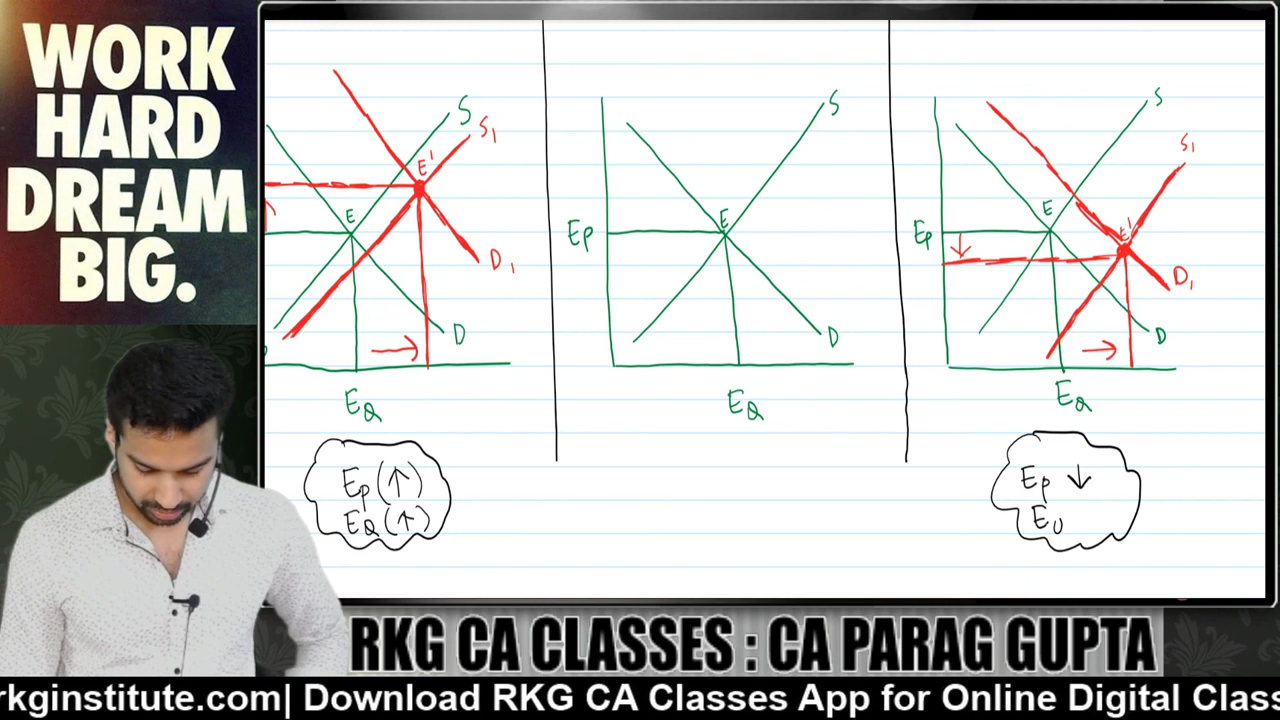 WORK
HARD
DREAM
BIG.
S
S1
E'
E
D1
D
EQ
Ep(↑)
EQ(↑)
S
Ep
E
D
EQ
S
S1
E
Ep
E'
D1
D
EQ
Ep ↓
RKG CA CLASSES : CA PARAG GUPTA
rkginstitute.com| Download RKG CA Classes App for Online Digital Class